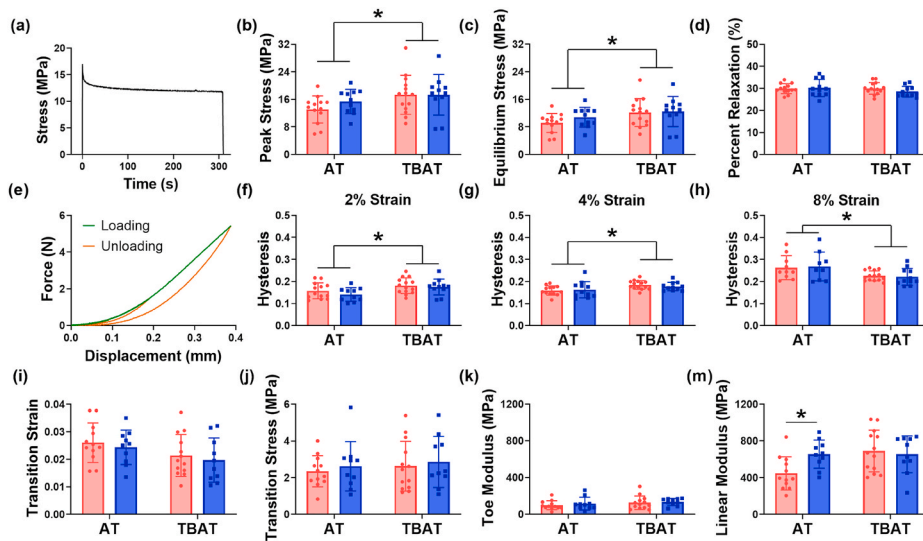 (a)
Stress (MPa)
20
15
10
5
0
0 100 200 300
Time (s)
(b)
Peak Stress (MPa)
32
24
16
8
0
*
AT TBAT
(c)
Equilibrium Stress (MPa)
32
24
16
8
0
*
AT TBAT
(d)
Percent Relaxation (%)
50
40
30
20
10
0
AT TBAT
(e)
Force (N)
6
4
2
0
Loading
Unloading
0.0 0.1 0.2 0.3 0.4
Displacement (mm)
(f)
2% Strain
Hysteresis
0.5
0.4
0.3
0.2
0.1
0.0
*
AT TBAT
(g)
4% Strain
Hysteresis
0.5
0.4
0.3
0.2
0.1
0.0
*
AT TBAT
(h)
8% Strain
Hysteresis
0.5
0.4
0.3
0.2
0.1
0.0
*
AT TBAT
(i)
Transition Strain
0.04
0.03
0.02
0.01
0.00
AT TBAT
(j)
Transition Stress (MPa)
6
4
2
0
AT TBAT
(k)
Toe Modulus (MPa)
1200
800
400
0
AT TBAT
(m)
Linear Modulus (MPa)
1200
800
400
0
*
AT TBAT